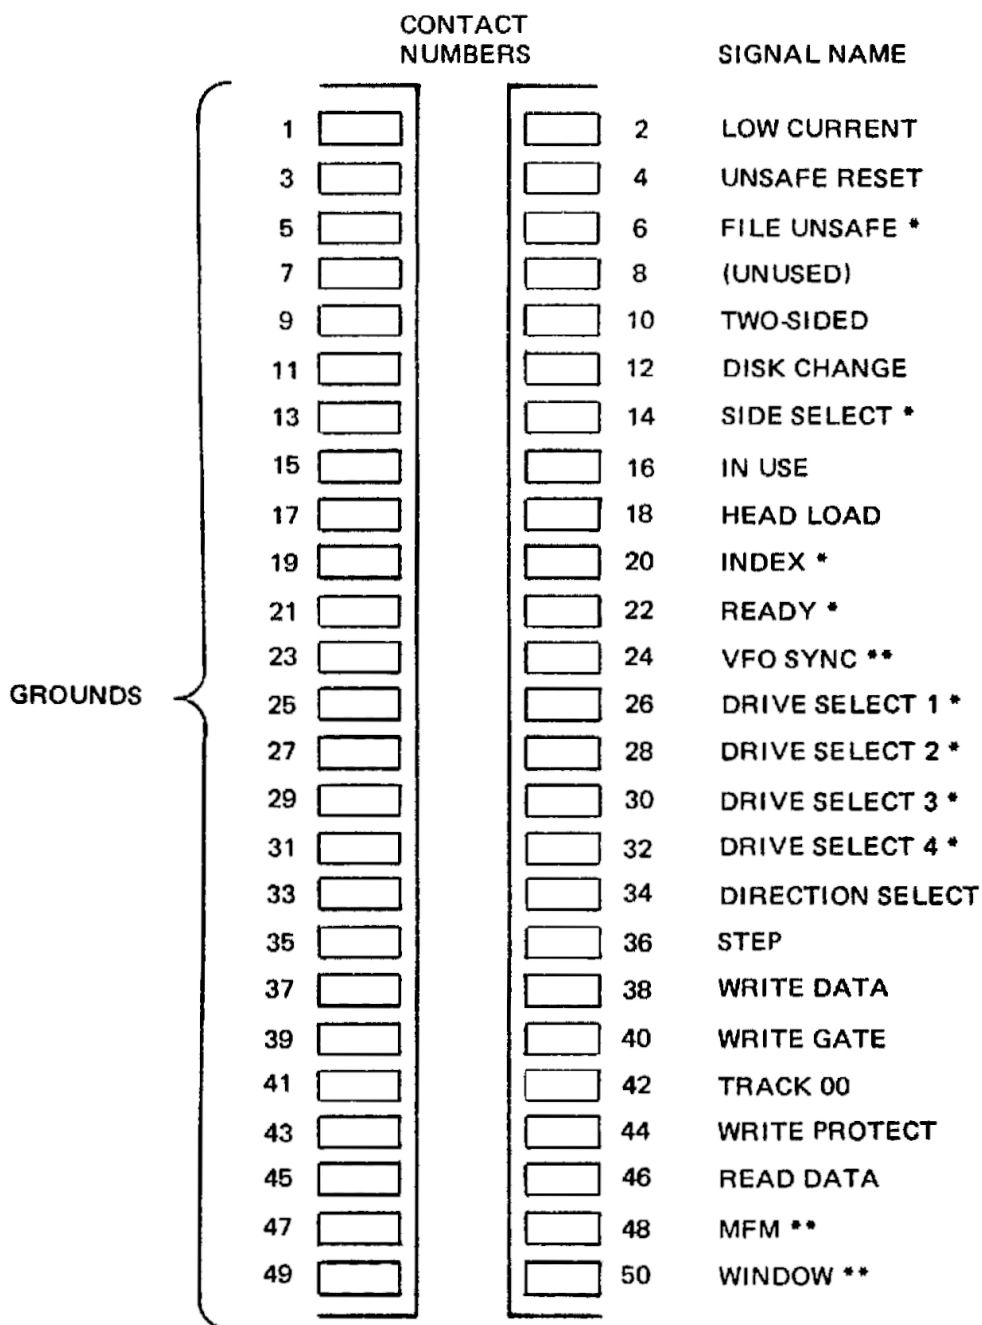 CONTACT
NUMBERS
SIGNAL NAME
1 2 LOW CURRENT
3 4 UNSAFE RESET
5 6 FILE UNSAFE *
7 8 (UNUSED)
9 10 TWO-SIDED
11 12 DISK CHANGE
13 14 SIDE SELECT *
15 16 IN USE
17 18 HEAD LOAD
19 20 INDEX *
21 22 READY *
23 24 VFO SYNC **
GROUNDS
25 26 DRIVE SELECT 1 *
27 28 DRIVE SELECT 2 *
29 30 DRIVE SELECT 3 *
31 32 DRIVE SELECT 4 *
33 34 DIRECTION SELECT
35 36 STEP
37 38 WRITE DATA
39 40 WRITE GATE
41 42 TRACK 00
43 44 WRITE PROTECT
45 46 READ DATA
47 48 MFM **
49 50 WINDOW **